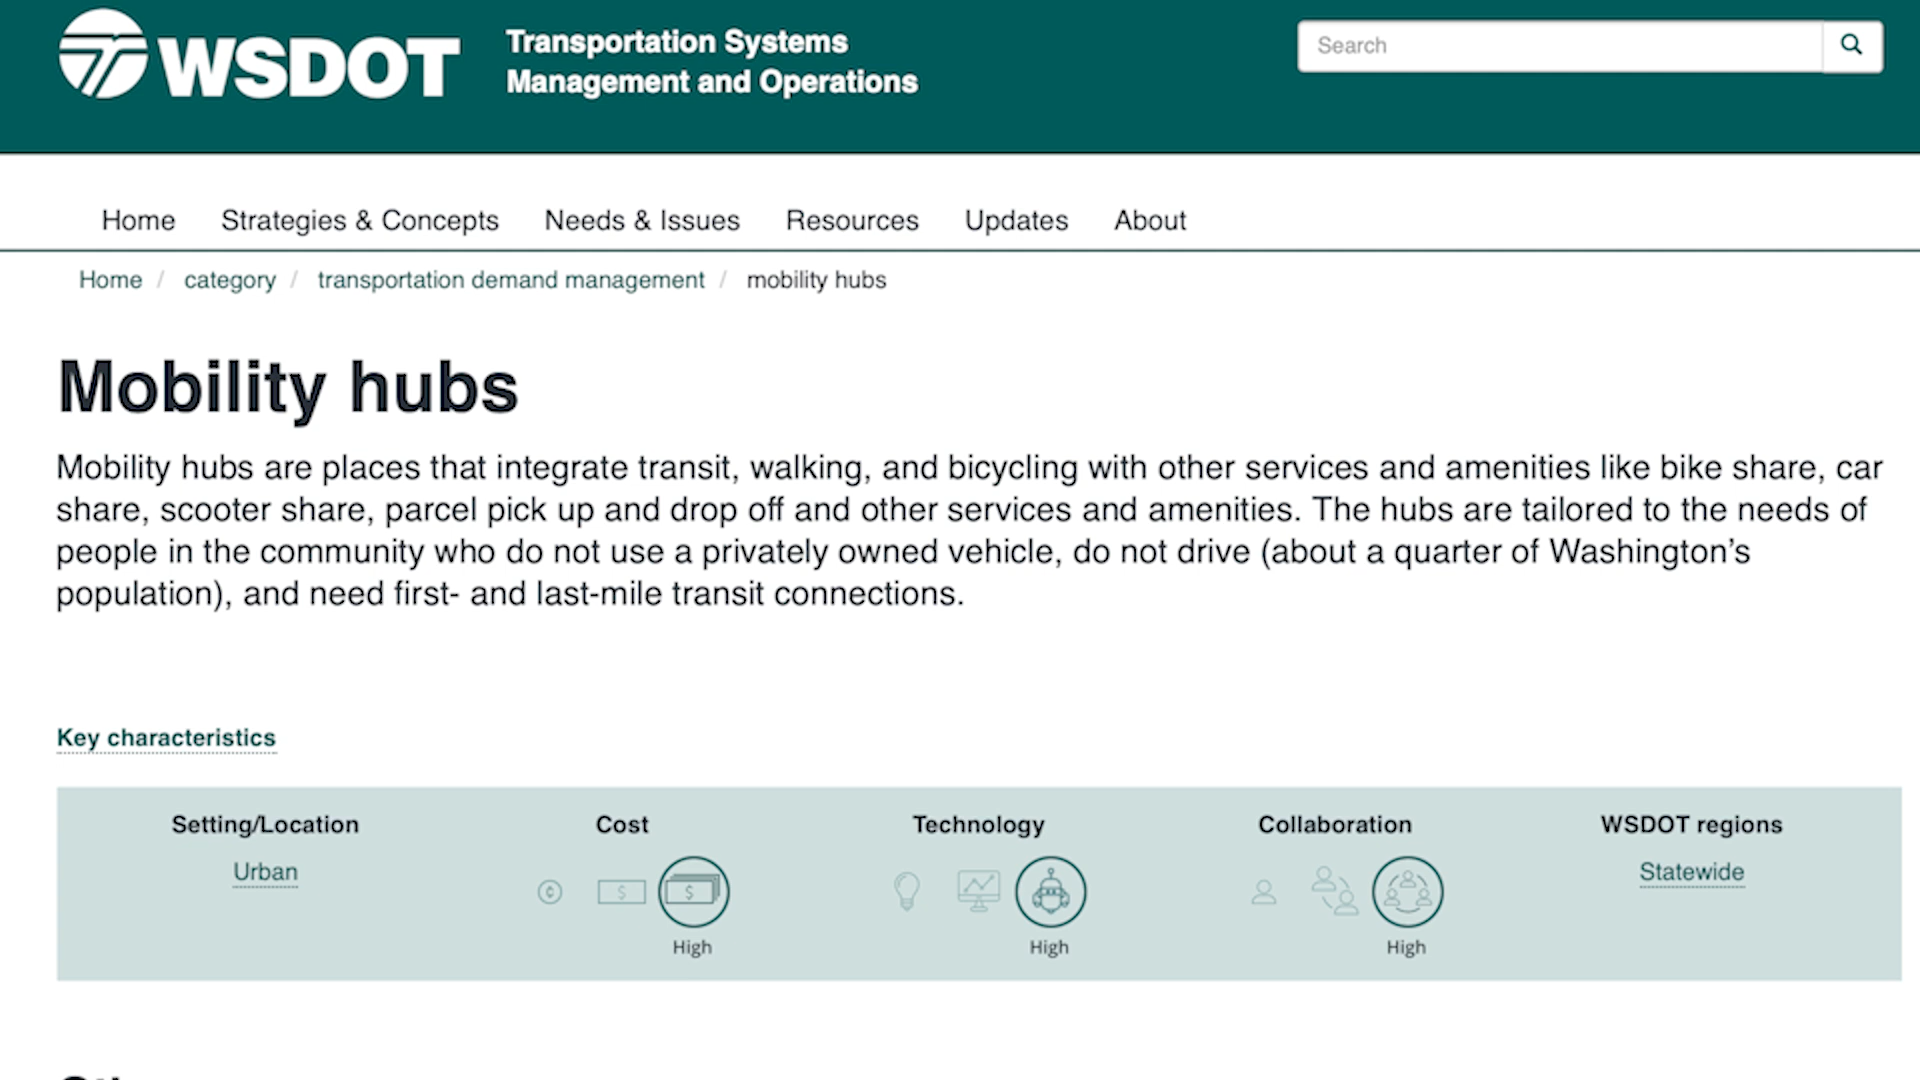 WSDOT
Transportation Systems
Management and Operations
Search
Home Strategies & Concepts Needs & Issues Resources Updates About
Home / category / transportation demand management / mobility hubs
Mobility hubs
Mobility hubs are places that integrate transit, walking, and bicycling with other services and amenities like bike share, car
share, scooter share, parcel pick up and drop off and other services and amenities. The hubs are tailored to the needs of
people in the community who do not use a privately owned vehicle, do not drive (about a quarter of Washington’s
population), and need first- and last-mile transit connections.
Key characteristics
Setting/Location Cost Technology Collaboration WSDOT regions
Urban Statewide
High High High